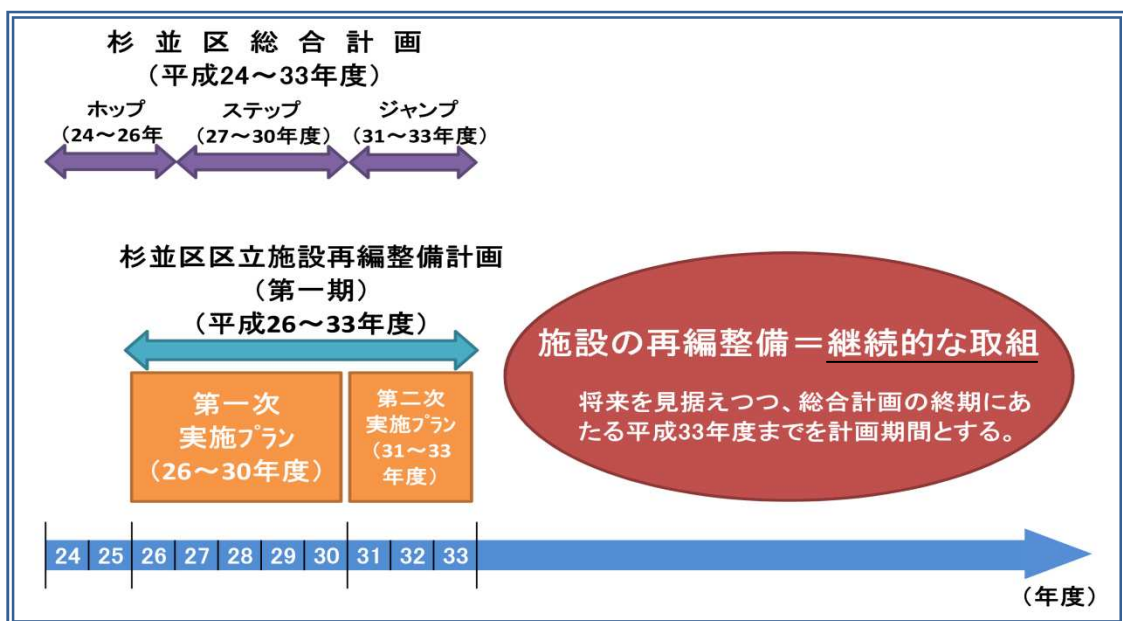 杉並区総合計画
（平成24～33年度）
ホップ
（24～26年
ステップ
（27～30年度）
ジャンプ
（31～33年度）
杉並区区立施設再編整備計画
（第一期）
（平成26～33年度）
第一次
実施プラン
（26～30年度）
第二次
実施プラン
（31～33
年度）
施設の再編整備＝継続的な取組
将来を見据えつつ、総合計画の終期にあ
たる平成33年度までを計画期間とする。
24 25 26 27 28 29 30 31 32 33
（年度）